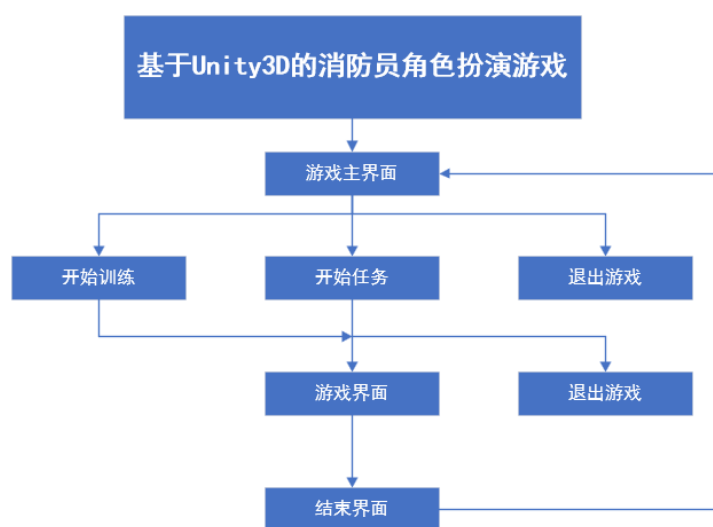 基于Unity3D的消防员角色扮演游戏
游戏主界面
开始训练
开始任务
退出游戏
游戏界面
退出游戏
结束界面